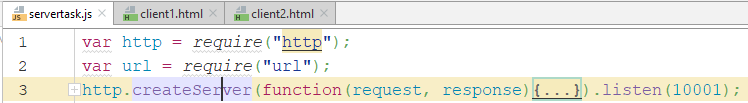 servertask.js client1.html client2.html
1 var http = require("http");
2 var url = require("url");
3 http.createServer(function(request, response){...}).listen(10001);